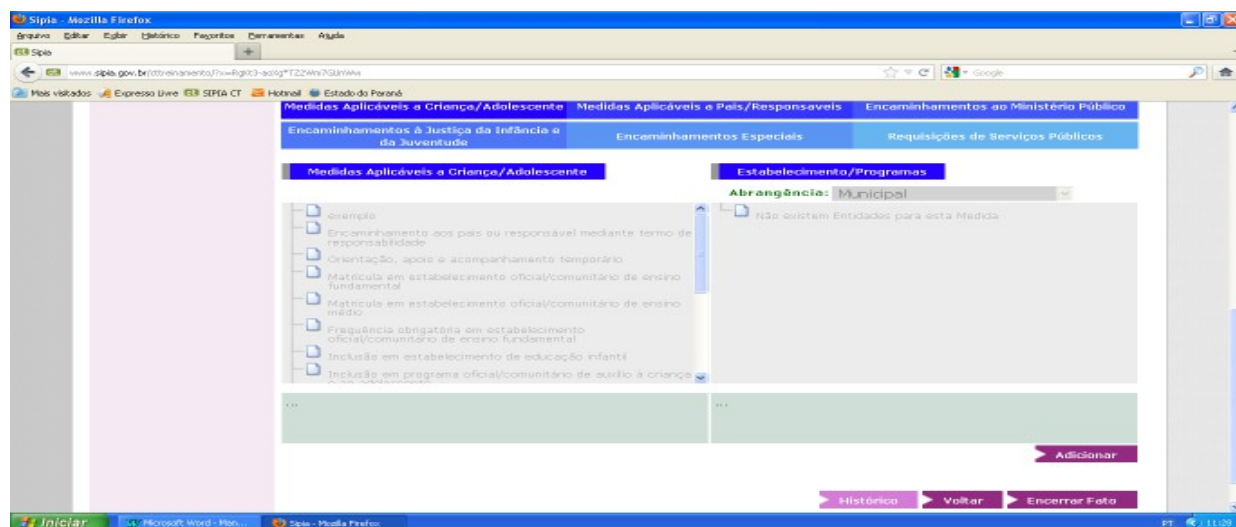 Sipia - Mozilla Firefox
Arquivo Editar Exibir Histórico Favoritos Ferramentas Ajuda
Sipia
Google
Mais visitados Expresso Livre SIPIA CT Hotmail Estado do Paraná
Medidas Aplicáveis a Criança/Adolescente Medidas Aplicáveis a Pais/Responsaveis Encaminhamentos ao Ministério Público
Encaminhamentos à Justiça da Infância e da Juventude Encaminhamentos Especiais Requisições de Serviços Públicos
Medidas Aplicáveis a Criança/Adolescente Estabelecimento/Programas
Abrangência: Municipal
exemplo
Não existem Entidades para esta Medida
Encaminhamento aos pais ou responsável mediante termo de
responsabilidade
Orientação, apoio e acompanhamento temporário
Matrícula em estabelecimento oficial/comunitário de ensino
fundamental
Matrícula em estabelecimento oficial/comunitário de ensino
médio
Frequência obrigatória em estabelecimento
oficial/comunitário de ensino fundamental
Inclusão em estabelecimento de educação infantil
Inclusão em programa oficial/comunitário de auxílio à criança
... ...
Adicionar
Histórico Voltar Encerrar Fato
Iniciar Microsoft Word - Mon... Sipia - Mozilla Firefox PT 11:28